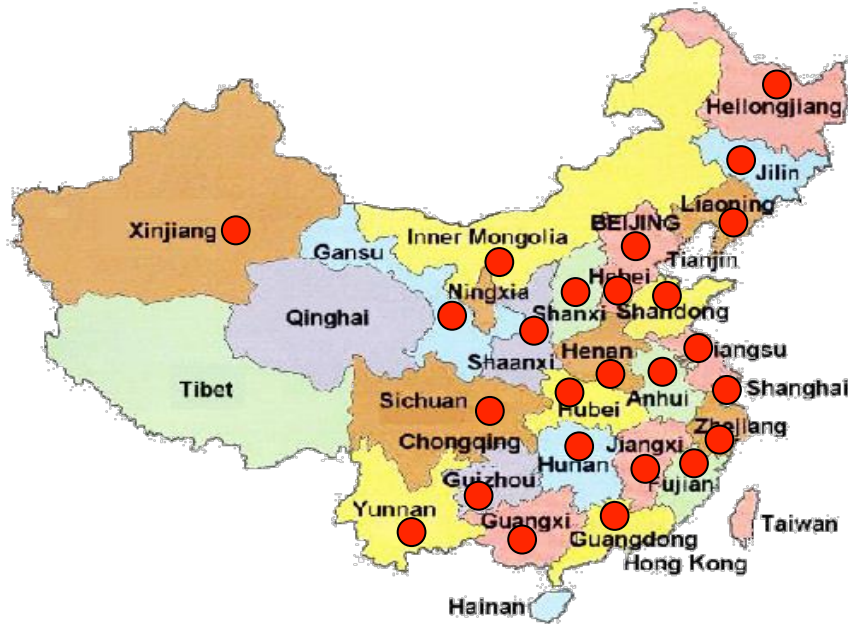 Heilongjiang
Jilin
Liaoning
BEIJING
Xinjiang
Inner Mongolia
Gansu
Tianjin
Hebei
Ningxia
Shanxi
Shandong
Qinghai
iangsu
Henan
Shaanxi
Shanghai
Tibet
Anhui
Sichuan
Hubei
Zhejiang
Chongqing
Jiangxi
Hunan
Guizhou
Fujian
Yunnan
Guangxi
Taiwan
Guangdong
Hong Kong
Hainan